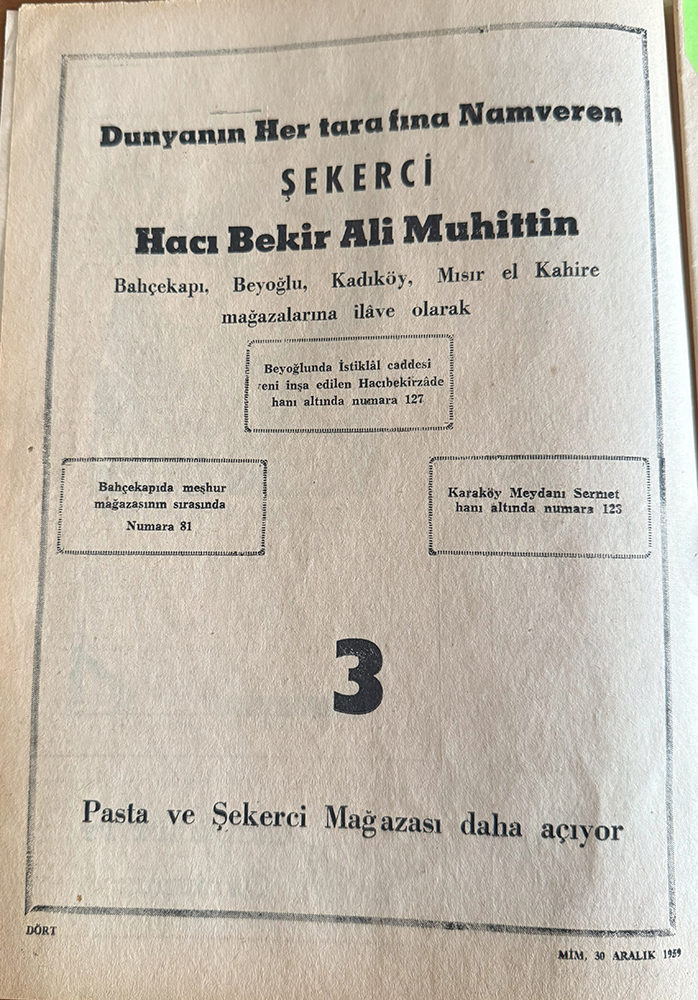 Dunyanın Her tarafına Namveren
ŞEKERCİ
Hacı Bekir Ali Muhittin
Bahçekapı, Beyoğlu, Kadıköy, Mısır el Kahire
mağazalarına ilâve olarak
Beyoğlunda İstiklâl caddesi
yeni inşa edilen Hacıbekirzâde
hanı altında numara 127
Bahçekapıda meşhur
mağazasının sırasında
Numara 81
Karaköy Meydanı Sermet
hanı altında numara 123
3
Pasta ve Şekerci Mağazası daha açıyor
DÖRT
MİM, 30 ARALIK 1959